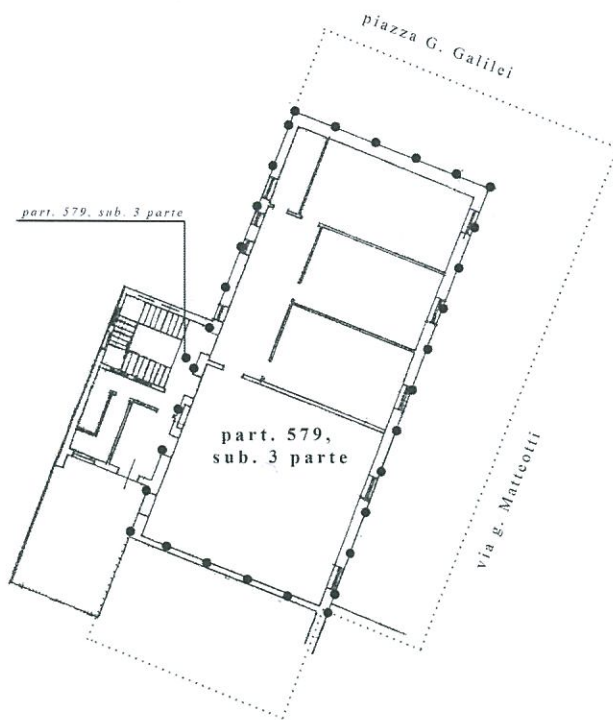 piazza G. Galilei
part. 579, sub. 3 parte
part. 579,
sub. 3 parte
via g. Matteotti